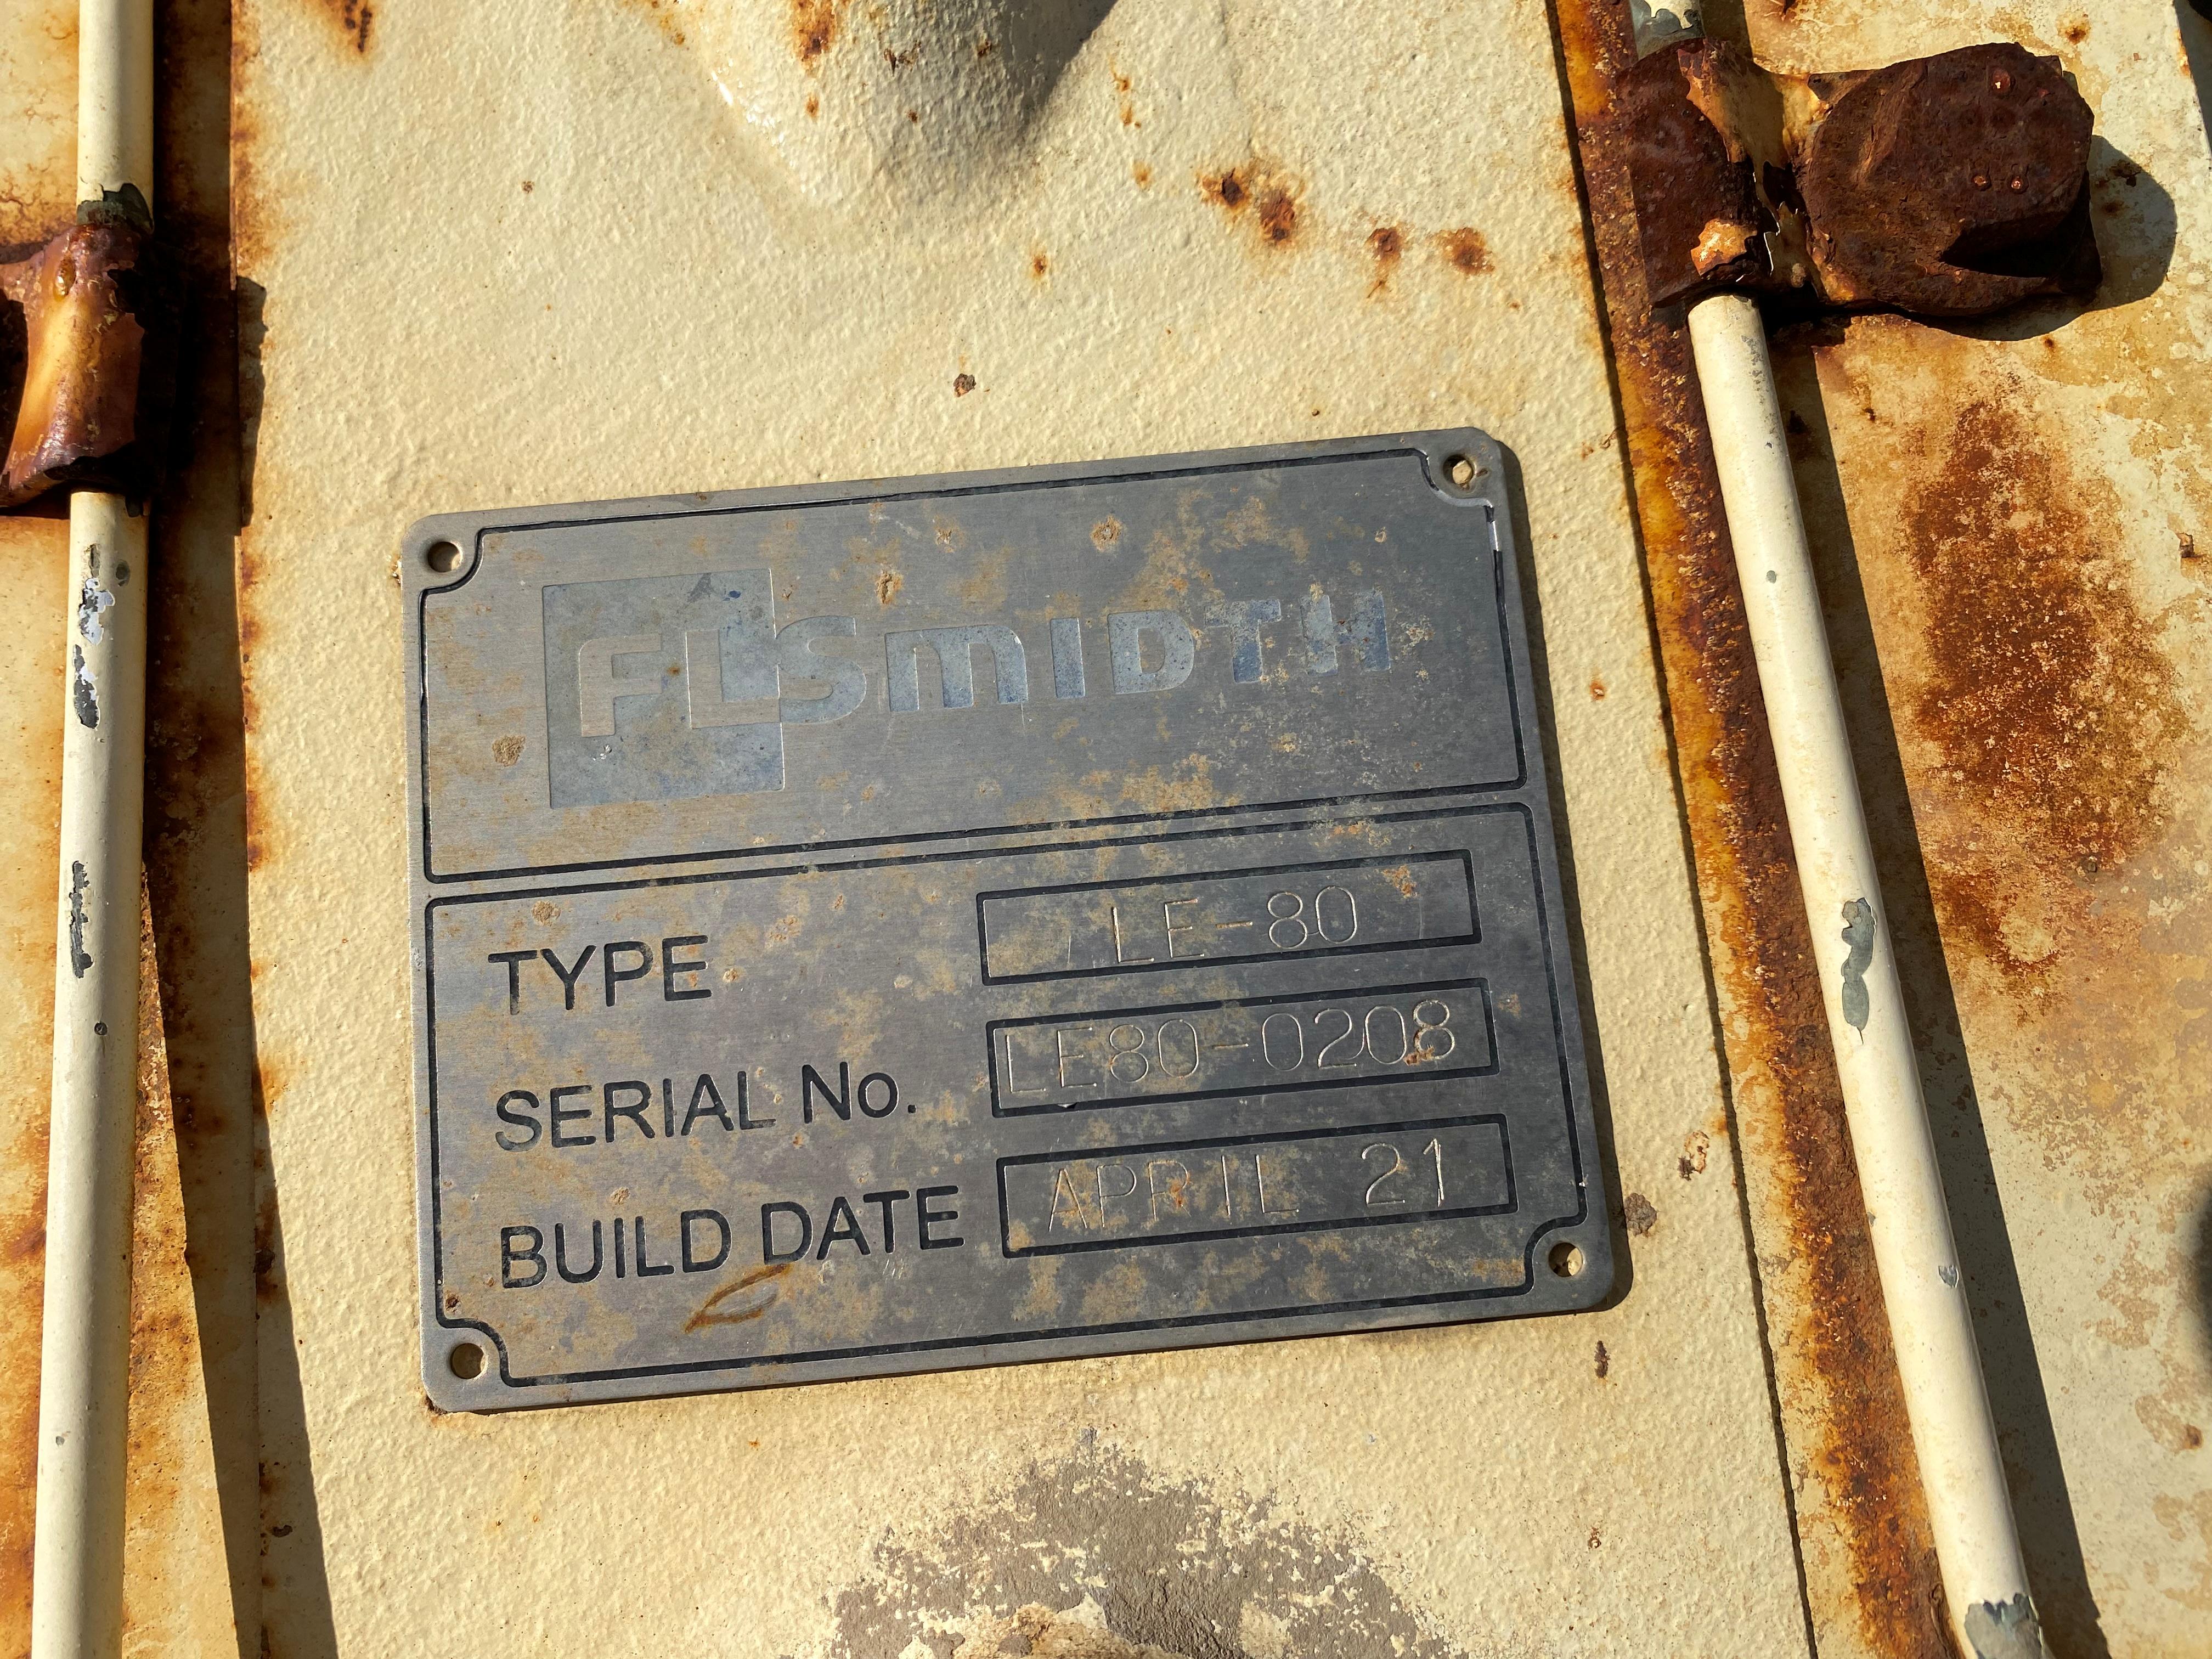 FLSMIDTH
TYPE LE-80
SERIAL No. LE80-0208
BUILD DATE APRIL 21